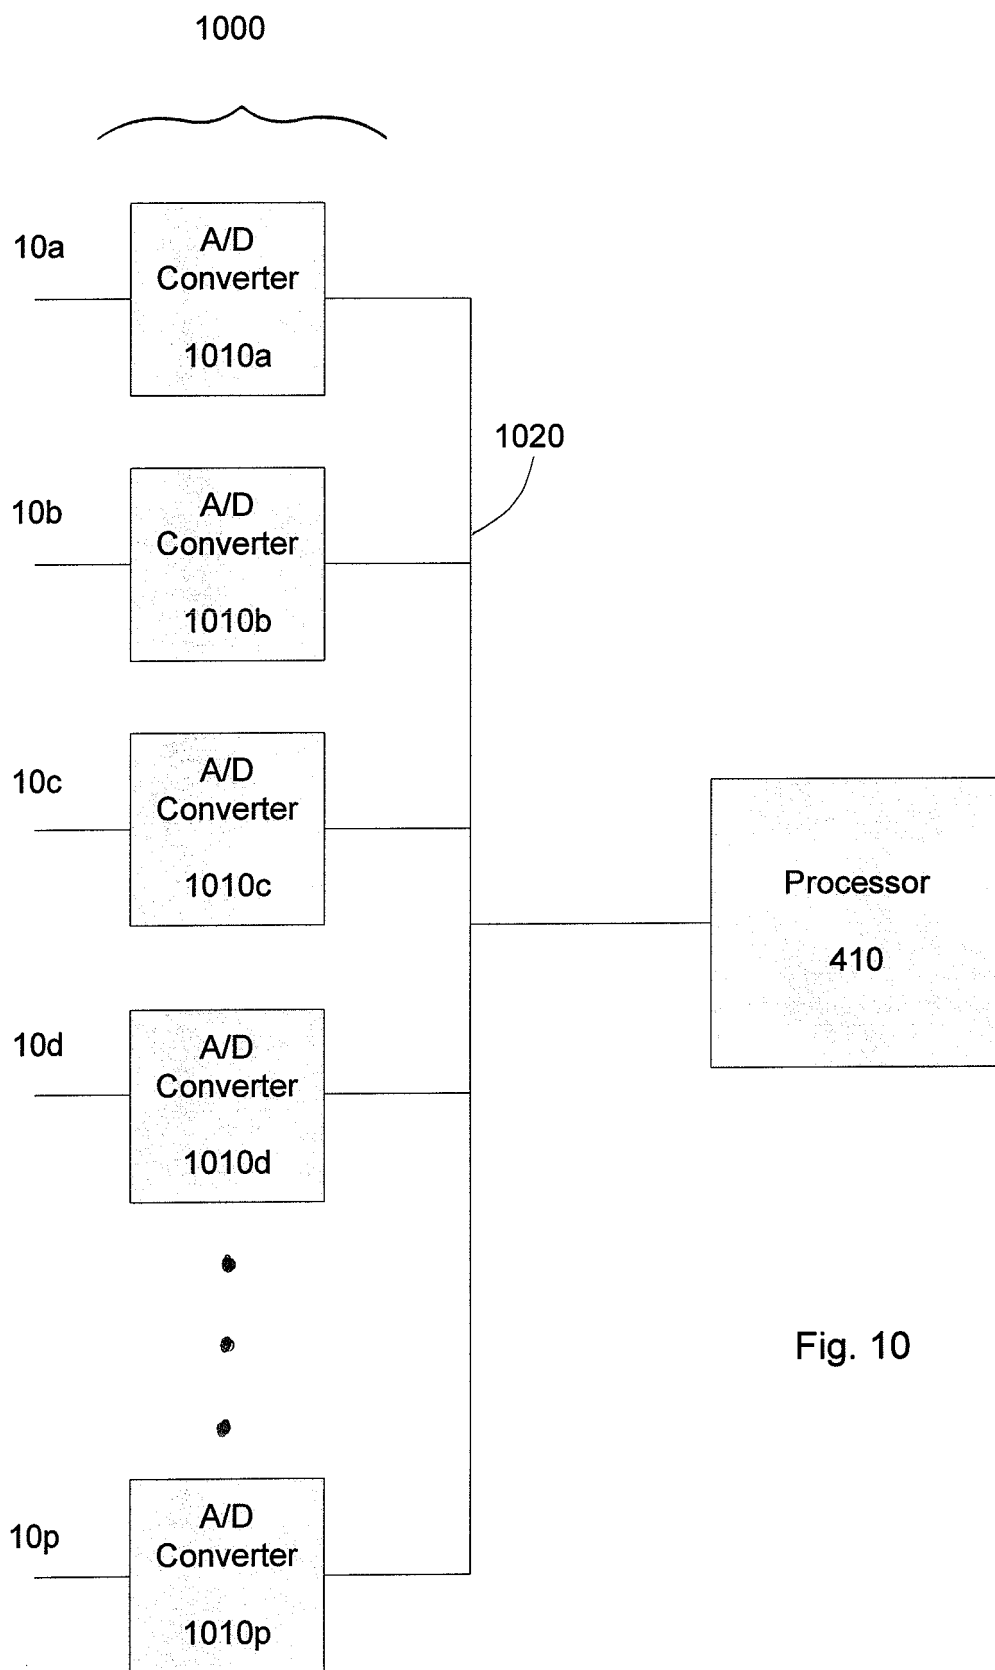 1000
10a
A/D
Converter
1010a
1020
10b
A/D
Converter
1010b
10c
A/D
Converter
1010c
Processor
410
10d
A/D
Converter
1010d
Fig. 10
10p
A/D
Converter
1010p